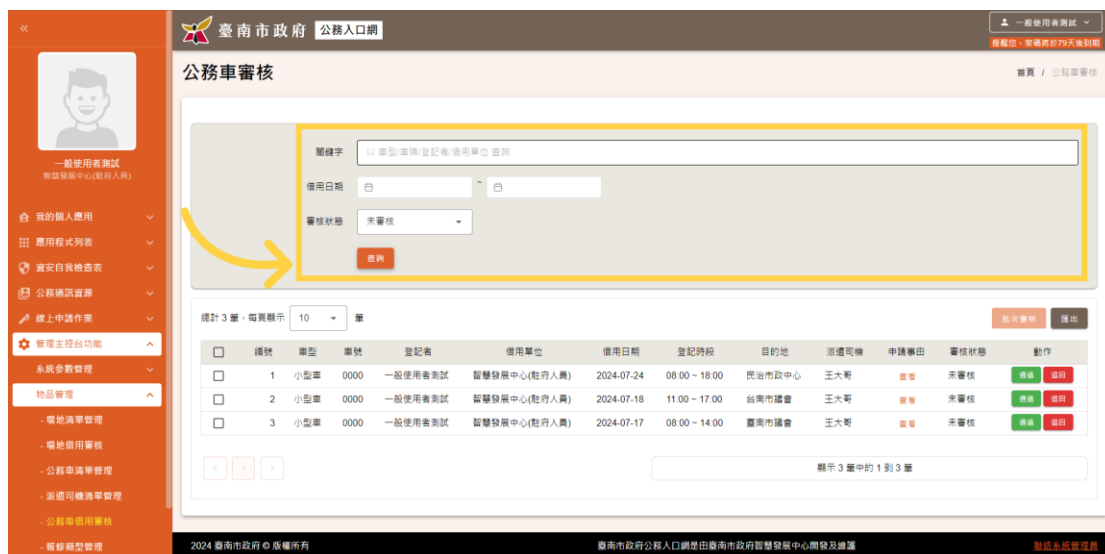 «
臺南市政府 公務入口網
一般使用者測試
提醒您,密碼將於79天後到期
公務車審核
首頁 / 公務車審核
一般使用者測試
智慧發展中心(駐府人員)
我的個人應用
應用程式列表
資安自我檢查表
公務通訊資源
線上申請作業
管理主控台功能
系統參數管理
物品管理
- 場地清單管理
- 場地借用審核
- 公務車清單管理
- 派遣司機清單管理
- 公務車借用審核
- 報修類型管理
關鍵字 以 車型/車牌/登記者/借用單位 查詢
借用日期 ~
審核狀態 未審核
查詢
總計 3 筆,每頁顯示 10 筆
批次審核 匯出
編號 車型 車號 登記者 借用單位 借用日期 登記時段 目的地 派遣司機 申請事由 審核狀態 動作
1 小型車 0000 一般使用者測試 智慧發展中心(駐府人員) 2024-07-24 08:00 ~ 18:00 民治市政中心 王大哥 查看 未審核 通過 退回
2 小型車 0000 一般使用者測試 智慧發展中心(駐府人員) 2024-07-18 11:00 ~ 17:00 台南市議會 王大哥 查看 未審核 通過 退回
3 小型車 0000 一般使用者測試 智慧發展中心(駐府人員) 2024-07-17 08:00 ~ 14:00 臺南市議會 王大哥 查看 未審核 通過 退回
‹ 1 ›
顯示 3 筆中的 1 到 3 筆
2024 臺南市政府 © 版權所有
臺南市政府公務入口網是由臺南市政府智慧發展中心開發及維護
聯絡系統管理員